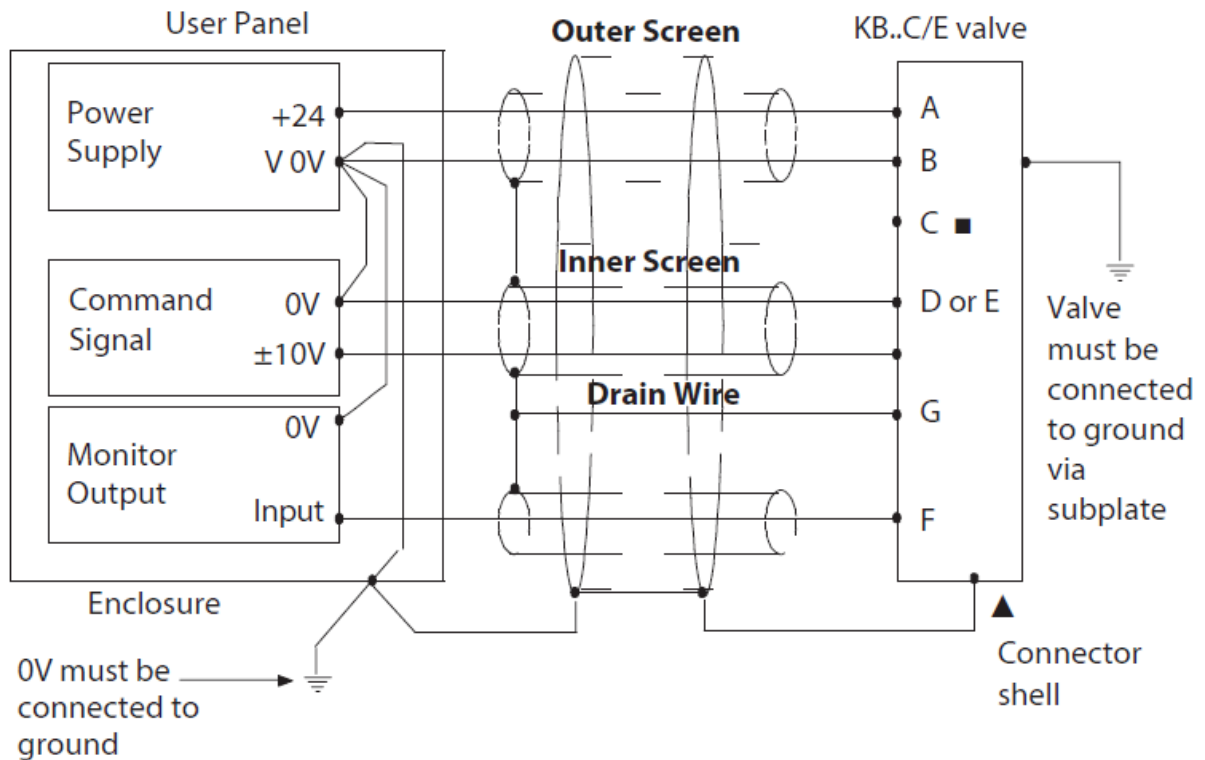 User Panel
Outer Screen
KB..C/E valve
Power
Supply
+24
V 0V
A
B
C ■
Inner Screen
Command
Signal
0V
±10V
D or E
Drain Wire
G
Monitor
Output
0V
Input
F
Valve
must be
connected
to ground
via
subplate
Enclosure
▲
Connector
shell
0V must be
connected to
ground